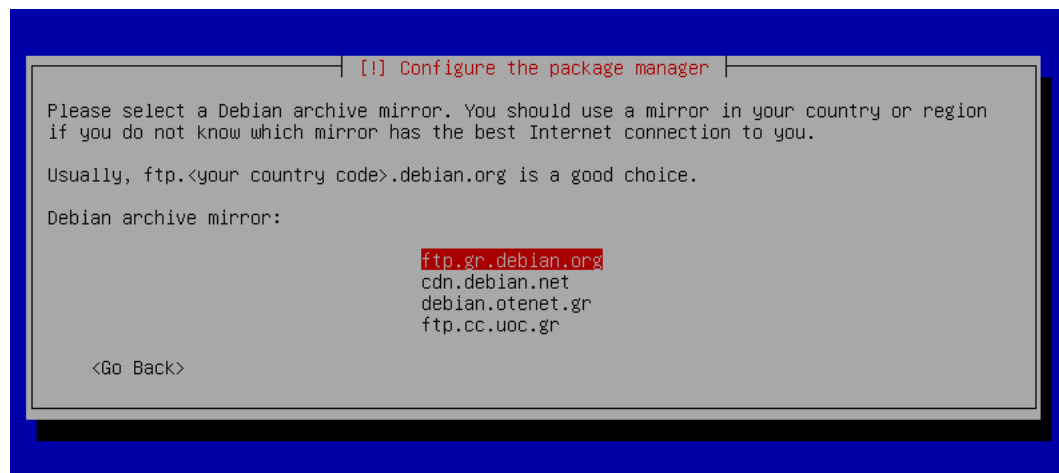 [!] Configure the package manager
Please select a Debian archive mirror. You should use a mirror in your country or region
if you do not know which mirror has the best Internet connection to you.
Usually, ftp.<your country code>.debian.org is a good choice.
Debian archive mirror:
ftp.gr.debian.org
cdn.debian.net
debian.otenet.gr
ftp.cc.uoc.gr
<Go Back>